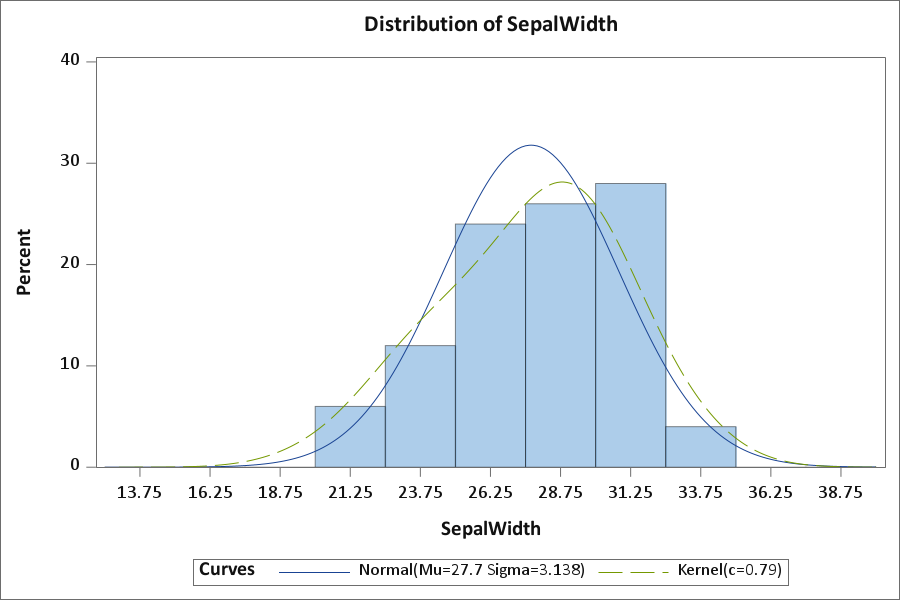 Distribution of SepalWidth
40
30
20
10
0
Percent
13.75 16.25 18.75 21.25 23.75 26.25 28.75 31.25 33.75 36.25 38.75
SepalWidth
Curves Normal(Mu=27.7 Sigma=3.138) Kernel(c=0.79)